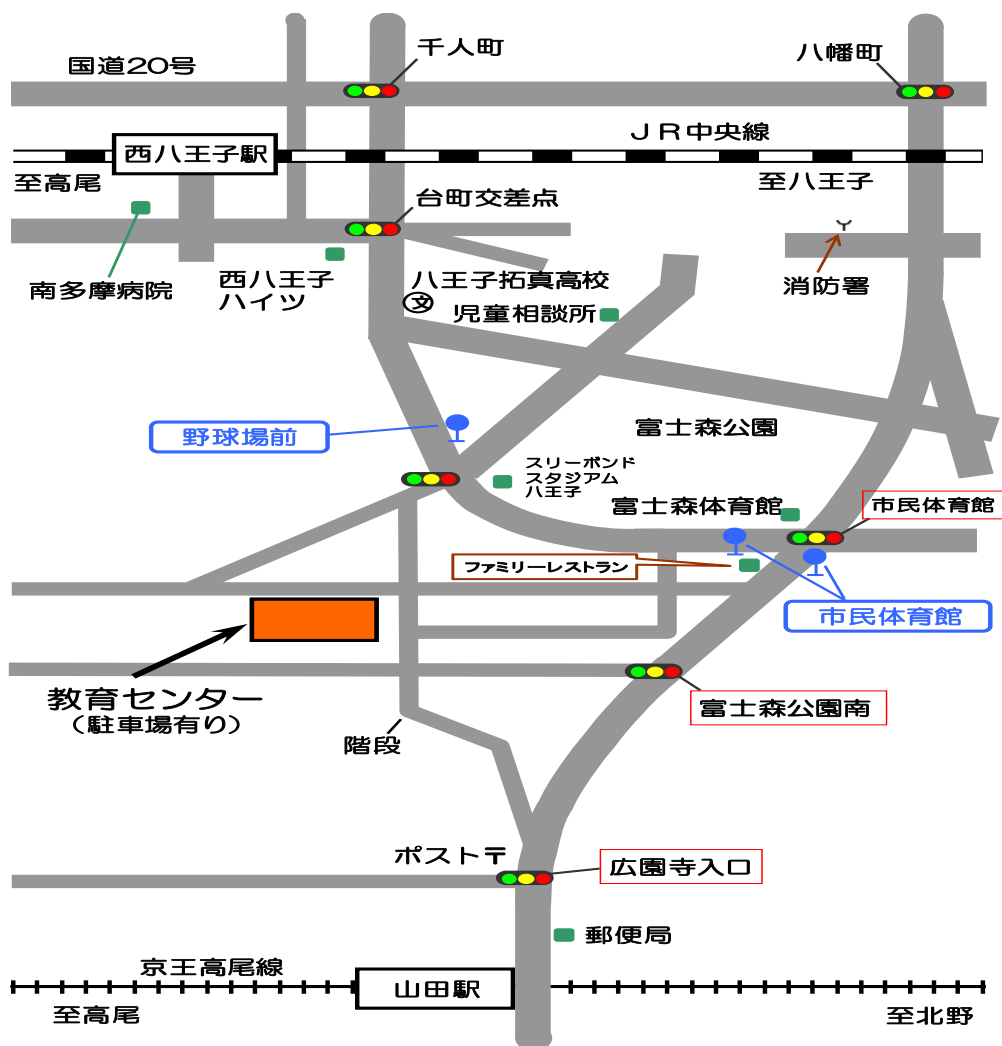 千人町
八幡町
国道20号
JR中央線
西八王子駅
至高尾
至八王子
台町交差点
南多摩病院
西八王子
ハイツ
八王子拓真高校
文
児童相談所
消防署
野球場前
富士森公園
スリーボンド
スタジアム
八王子
富士森体育館
市民体育館
ファミリーレストラン
市民体育館
教育センター
(駐車場有り)
富士森公園南
階段
ポスト〒
広園寺入口
郵便局
京王高尾線
山田駅
至高尾
至北野